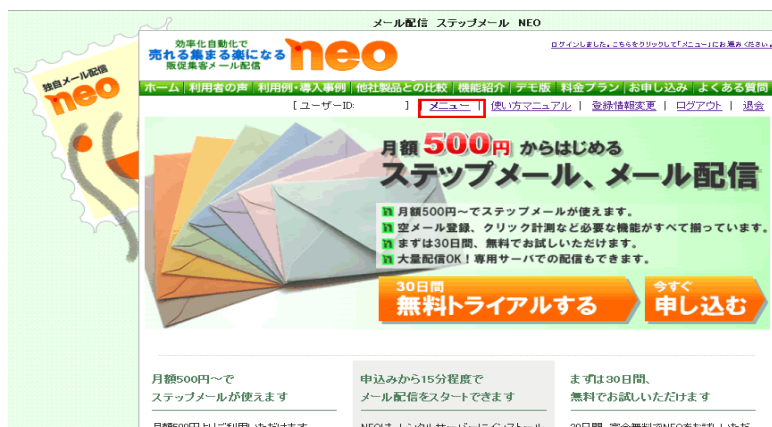 メール配信 ステップメール NEO
効率化自動化で
売れる集まる楽になる
販促集客メール配信
neo
ログインしました。こちらをクリックして「メニュー」にお進みください。
独自メール配信
neo
ホーム 利用者の声 利用例・導入事例 他社製品との比較 機能紹介 デモ版 料金プラン お申し込み よくある質問
[ユーザーID: ] メニュー | 使い方マニュアル | 登録情報変更 | ログアウト | 退会
月額500円からはじめる
ステップメール、メール配信
月額500円～でステップメールが使えます。
空メール登録、クリック計測など必要な機能がすべて揃っています。
まずは30日間、無料でお試しいただけます。
大量配信OK!専用サーバでの配信もできます。
30日間
無料トライアルする
今すぐ
申し込む
月額500円～で
ステップメールが使えます
申込みから15分程度で
メール配信をスタートできます
まずは30日間、
無料でお試しいただけます